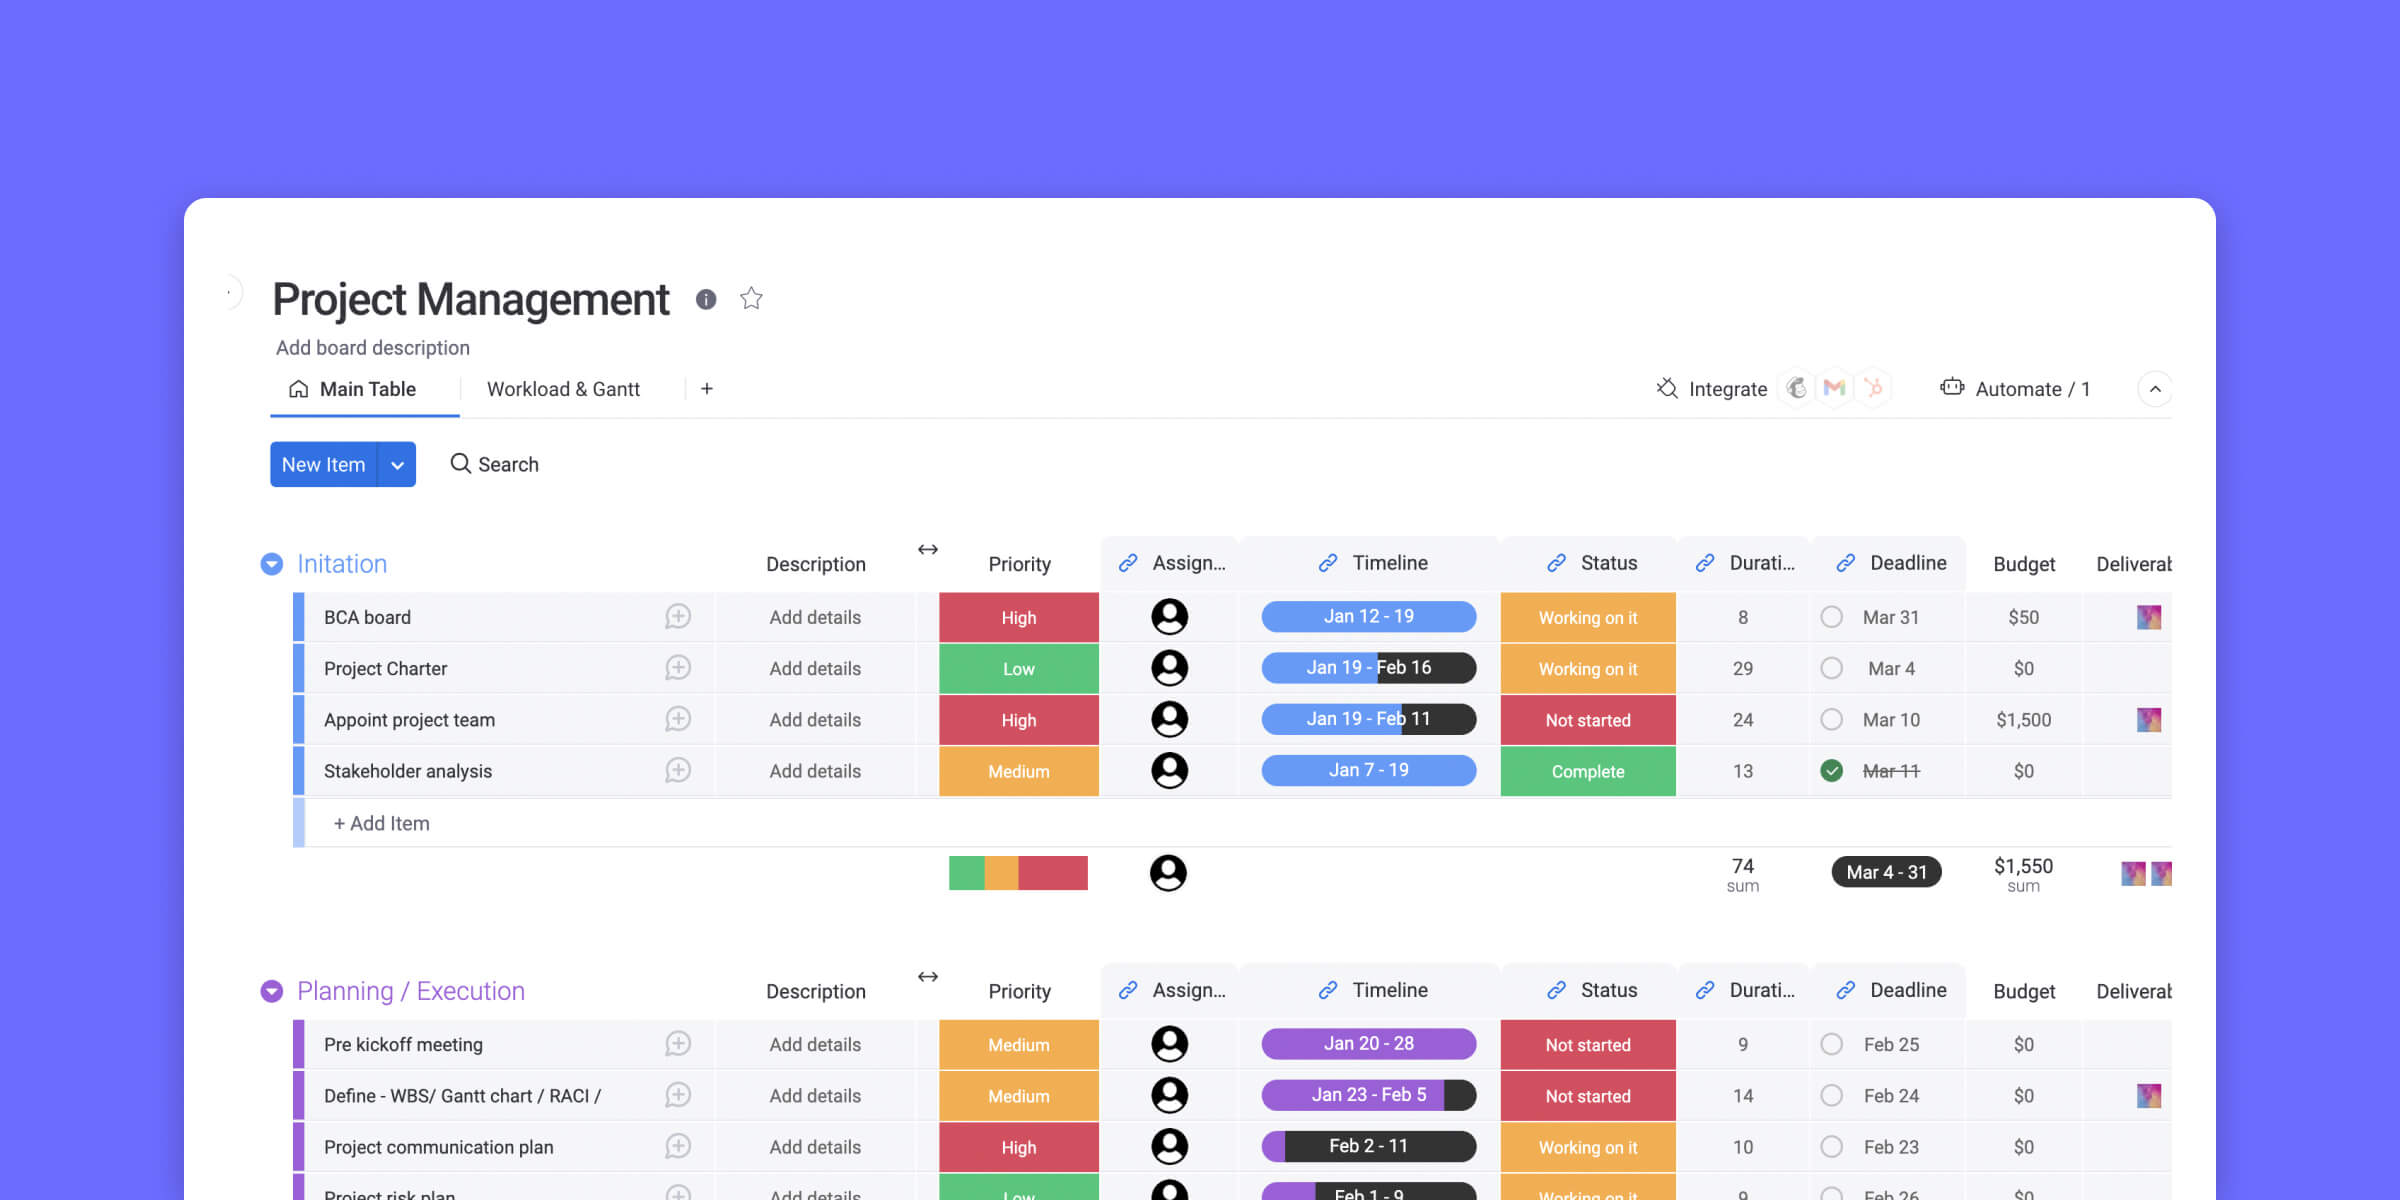 Project Management
Add board description
Main Table Workload & Gantt + Integrate Automate / 1
New Item Search
Initation Description Priority Assign... Timeline Status Durati... Deadline Budget Deliverab
BCA board Add details High Jan 12 - 19 Working on it 8 Mar 31 $50
Project Charter Add details Low Jan 19 - Feb 16 Working on it 29 Mar 4 $0
Appoint project team Add details High Jan 19 - Feb 11 Not started 24 Mar 10 $1,500
Stakeholder analysis Add details Medium Jan 7 - 19 Complete 13 Mar 11 $0
+ Add Item
74 Mar 4 - 31 $1,550
sum sum
Planning / Execution Description Priority Assign... Timeline Status Durati... Deadline Budget Deliverab
Pre kickoff meeting Add details Medium Jan 20 - 28 Not started 9 Feb 25 $0
Define - WBS/ Gantt chart / RACI / Add details Medium Jan 23 - Feb 5 Not started 14 Feb 24 $0
Project communication plan Add details High Feb 2 - 11 Working on it 10 Feb 23 $0
Project risk plan Add details Low Feb 1 - 9 Working on it 9 Feb 26 $0